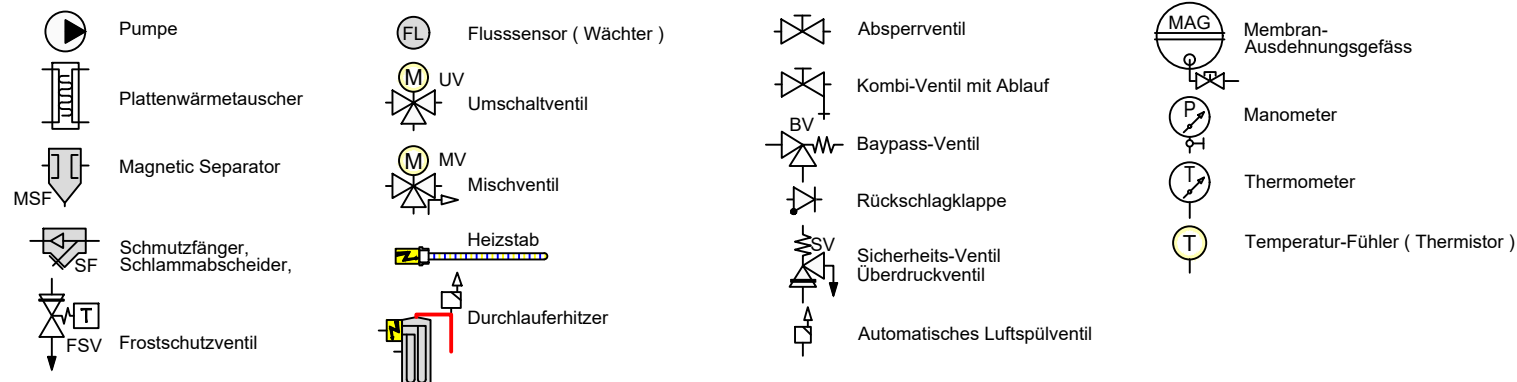 Pumpe
Plattenwärmetauscher
Magnetic Separator
MSF
Schmutzfänger,
Schlammabscheider,
SF
T
FSV
Frostschutzventil
FL
Flusssensor ( Wächter )
M
UV
Umschaltventil
M
MV
Mischventil
Heizstab
Durchlauferhitzer
Absperrventil
Kombi-Ventil mit Ablauf
BV
Baypass-Ventil
Rückschlagklappe
SV
Sicherheits-Ventil
Überdruckventil
Automatisches Luftspülventil
MAG
Membran-
Ausdehnungsgefäss
P
Manometer
T
Thermometer
T
Temperatur-Fühler ( Thermistor )